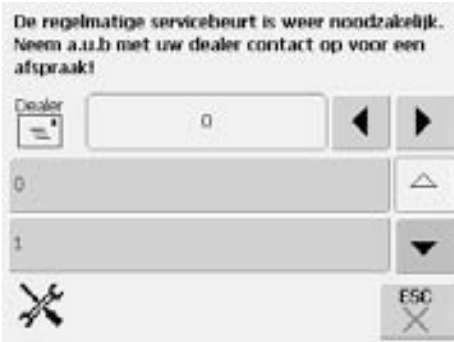 De regelmatige servicebeurt is weer noodzakelijk.
Neem a.u.b met uw dealer contact op voor een
afspraak!
Dealer
0
0
1
ESC